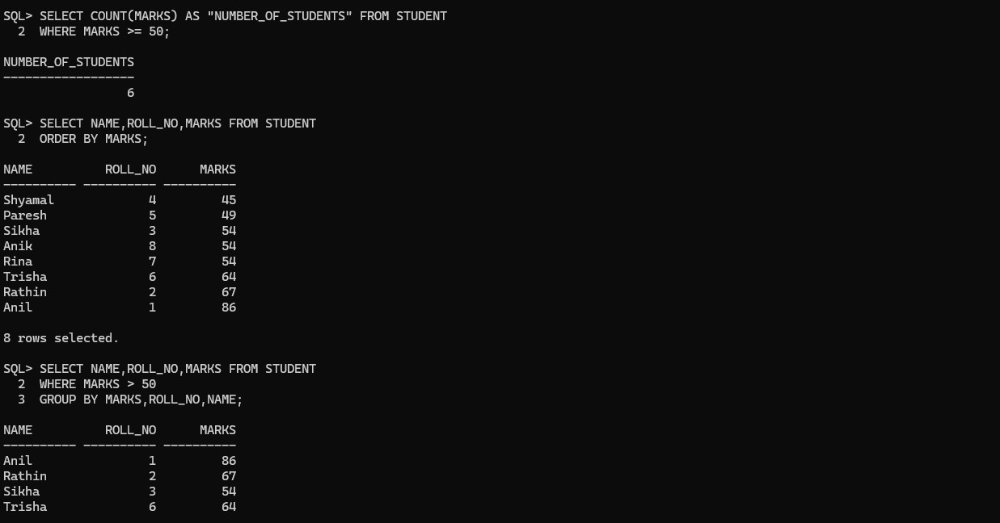 SQL> SELECT COUNT(MARKS) AS "NUMBER_OF_STUDENTS" FROM STUDENT
  2  WHERE MARKS >= 50;

NUMBER_OF_STUDENTS
------------------
                 6

SQL> SELECT NAME,ROLL_NO,MARKS FROM STUDENT
  2  ORDER BY MARKS;

NAME          ROLL_NO      MARKS
---------- ---------- ----------
Shyamal             4         45
Paresh              5         49
Sikha               3         54
Anik                8         54
Rina                7         54
Trisha              6         64
Rathin              2         67
Anil                1         86

8 rows selected.

SQL> SELECT NAME,ROLL_NO,MARKS FROM STUDENT
  2  WHERE MARKS > 50
  3  GROUP BY MARKS,ROLL_NO,NAME;

NAME          ROLL_NO      MARKS
---------- ---------- ----------
Anil                1         86
Rathin              2         67
Sikha               3         54
Trisha              6         64